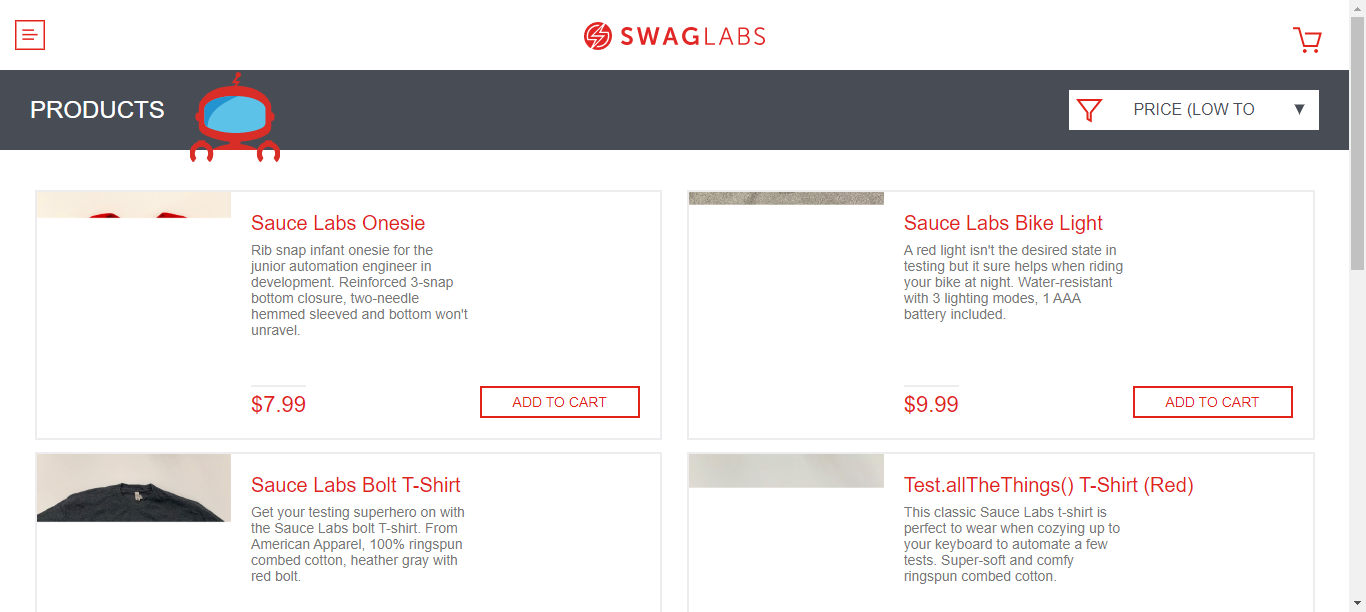 SWAGLABS
PRODUCTS
PRICE (LOW TO
Sauce Labs Onesie
Rib snap infant onesie for the
junior automation engineer in
development. Reinforced 3-snap
bottom closure, two-needle
hemmed sleeved and bottom won't
unravel.
$7.99
ADD TO CART
Sauce Labs Bike Light
A red light isn't the desired state in
testing but it sure helps when riding
your bike at night. Water-resistant
with 3 lighting modes, 1 AAA
battery included.
$9.99
ADD TO CART
Sauce Labs Bolt T-Shirt
Get your testing superhero on with
the Sauce Labs bolt T-shirt. From
American Apparel, 100% ringspun
combed cotton, heather gray with
red bolt.
Test.allTheThings() T-Shirt (Red)
This classic Sauce Labs t-shirt is
perfect to wear when cozying up to
your keyboard to automate a few
tests. Super-soft and comfy
ringspun combed cotton.